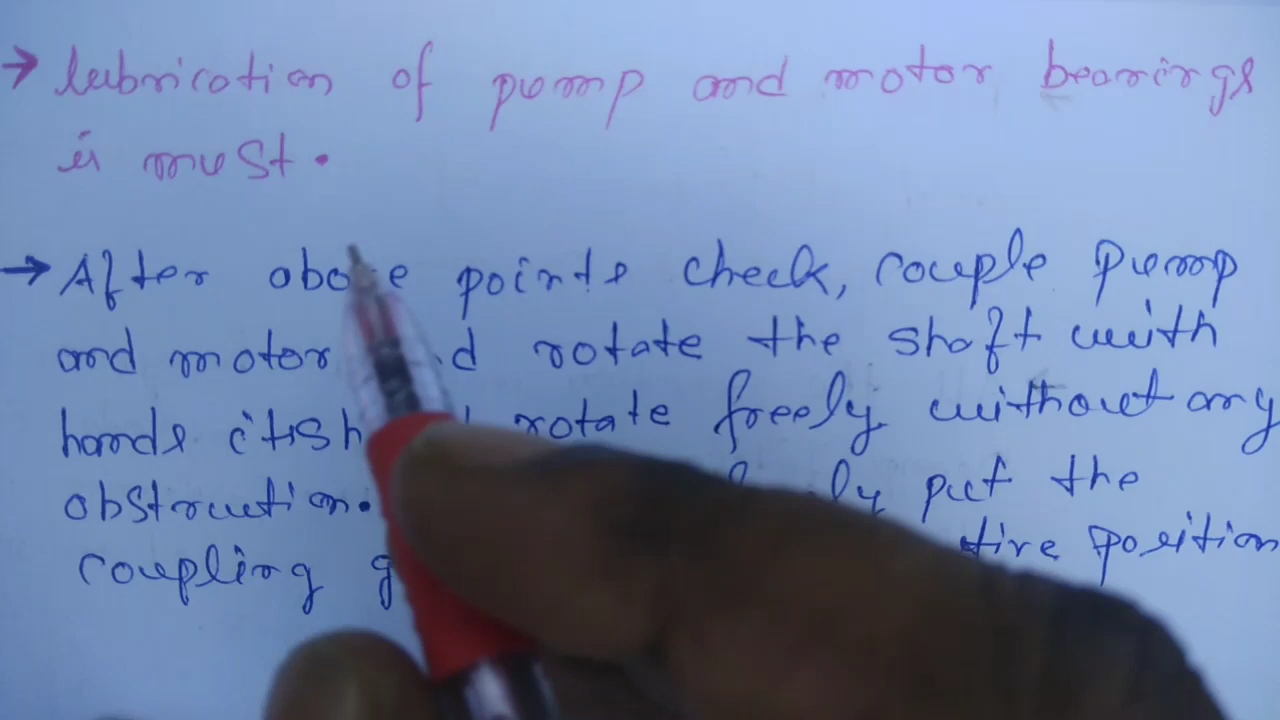 → lubrication of pump and motor bearings
is must.
→ After above points check, couple pump
and motor rotate the shaft with
hands it rotate freely without any
obstruction. put the
coupling position